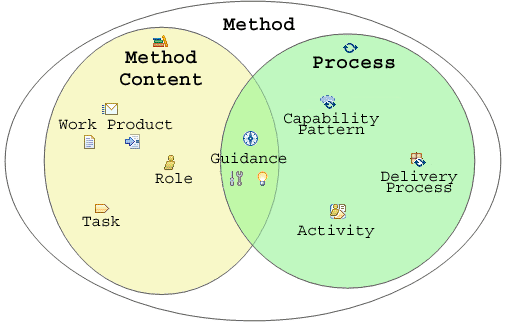 Method
Method
Content
Process
Work Product
Capability
Pattern
Guidance
Role
Delivery
Process
Task
Activity